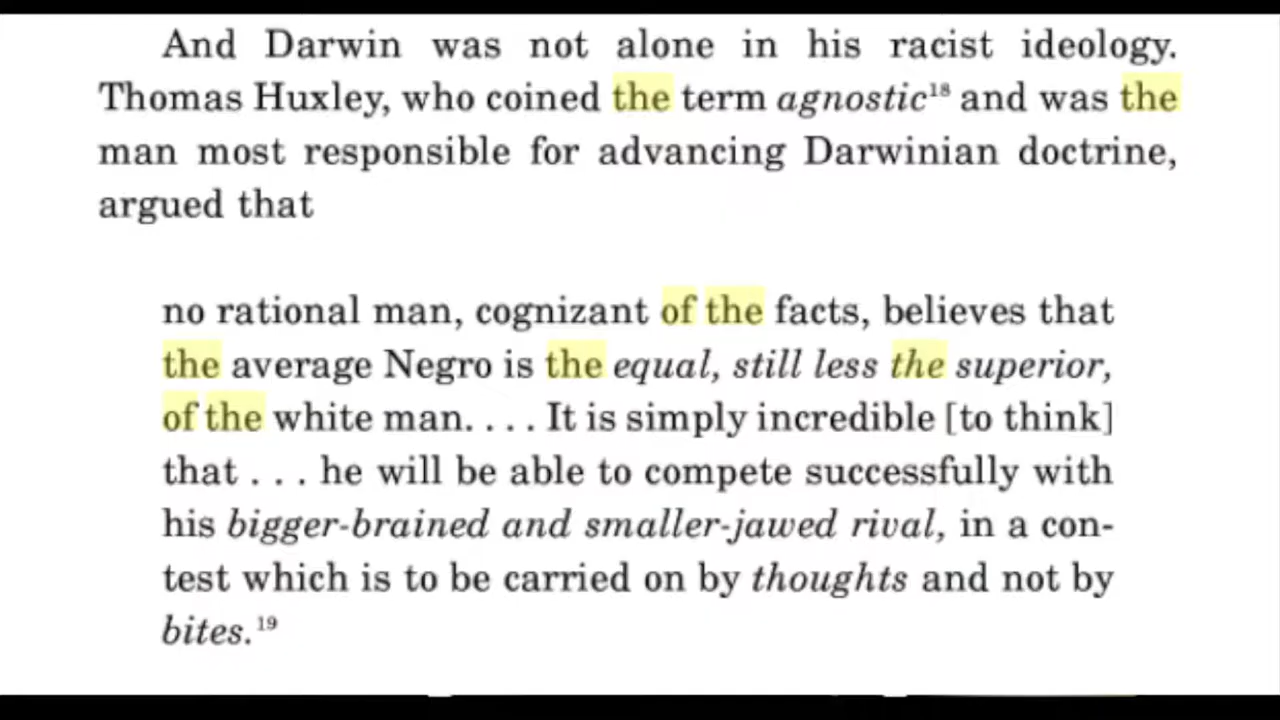 And Darwin was not alone in his racist ideology.
Thomas Huxley, who coined the term agnostic¹⁸ and was the
man most responsible for advancing Darwinian doctrine,
argued that
no rational man, cognizant of the facts, believes that
the average Negro is the equal, still less the superior,
of the white man. . . . It is simply incredible [to think]
that . . . he will be able to compete successfully with
his bigger-brained and smaller-jawed rival, in a con-
test which is to be carried on by thoughts and not by
bites.¹⁹